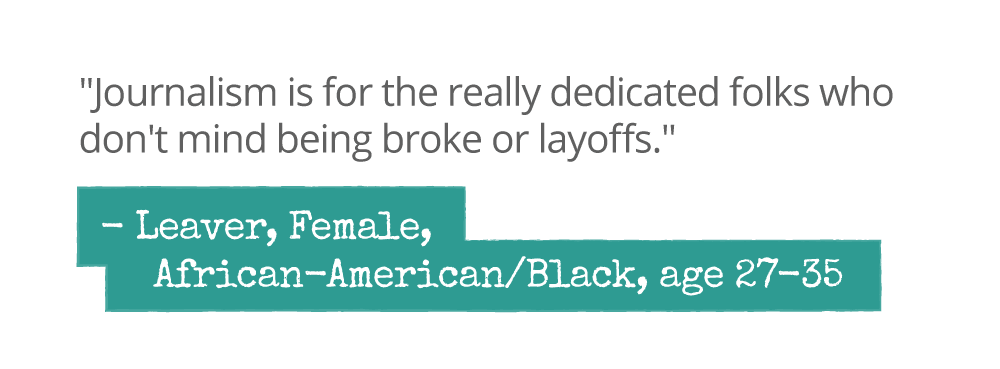 "Journalism is for the really dedicated folks who
don't mind being broke or layoffs."
– Leaver, Female,
African-American/Black, age 27-35